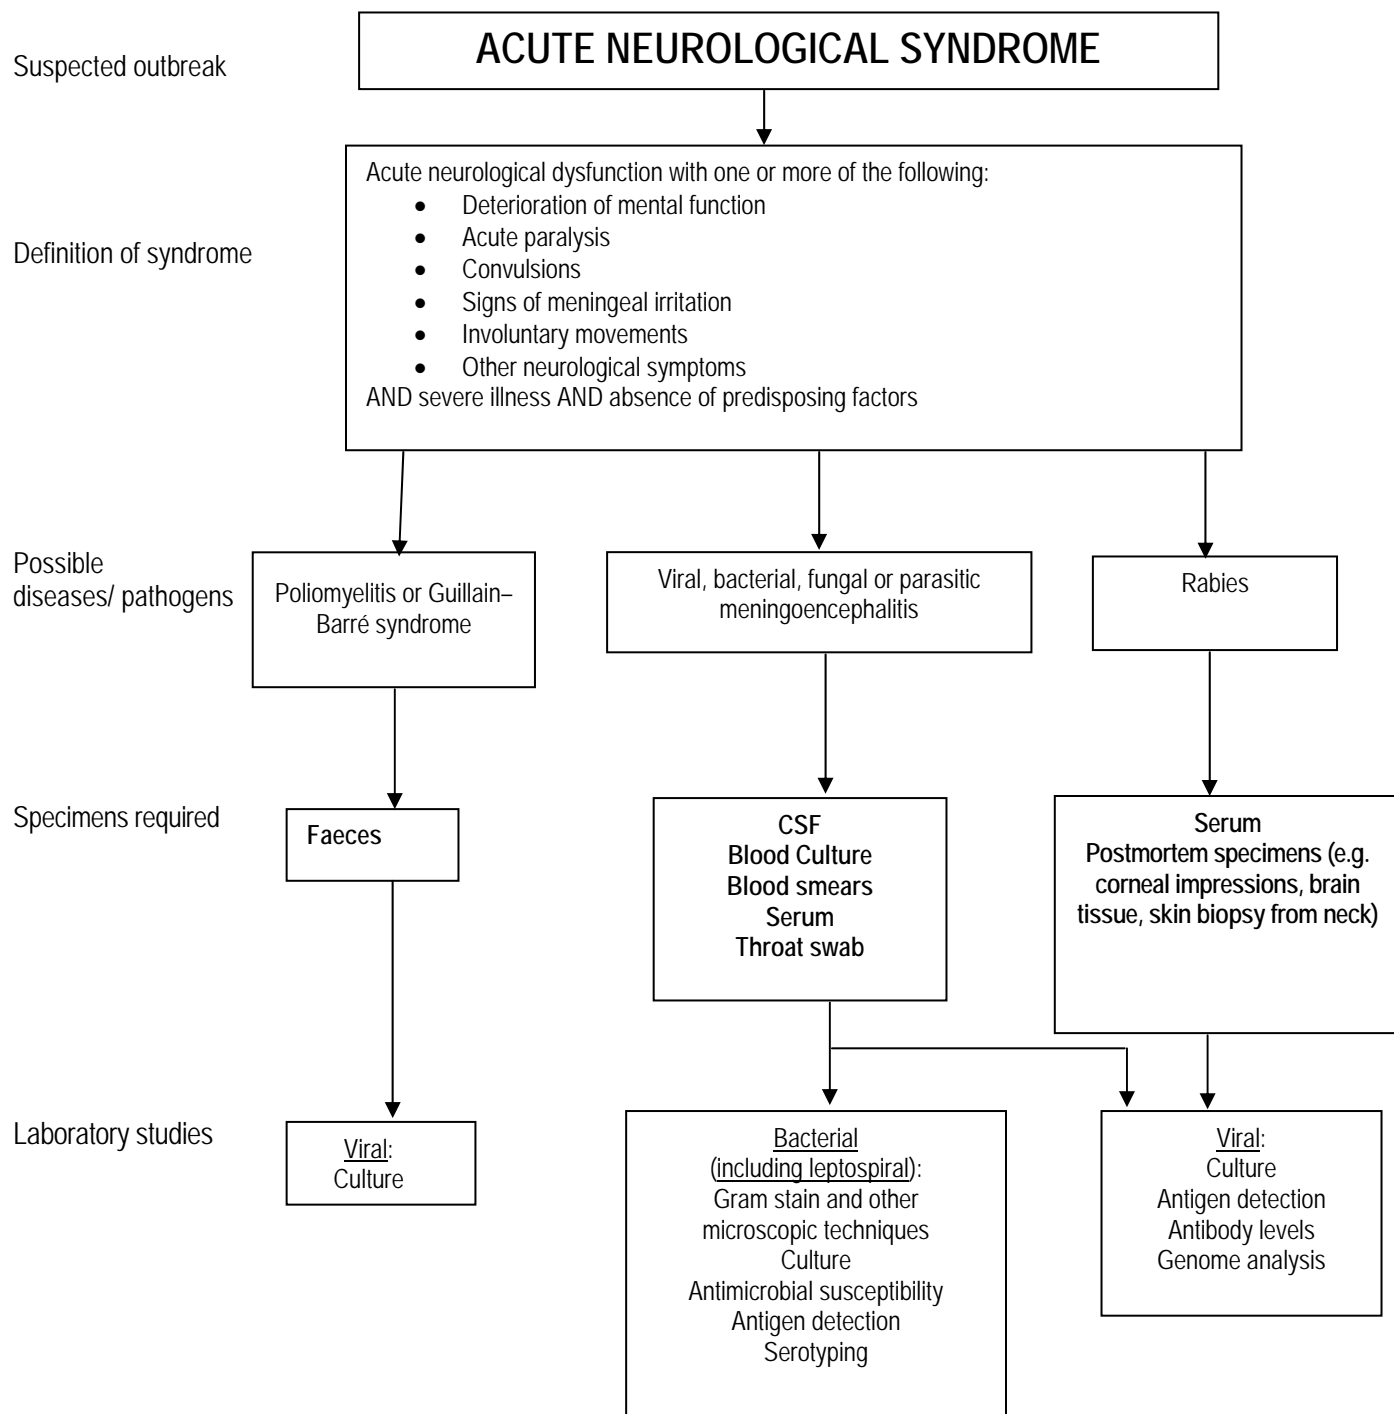 Suspected outbreak
ACUTE NEUROLOGICAL SYNDROME
Definition of syndrome
Acute neurological dysfunction with one or more of the following:
• Deterioration of mental function
• Acute paralysis
• Convulsions
• Signs of meningeal irritation
• Involuntary movements
• Other neurological symptoms
AND severe illness AND absence of predisposing factors
Possible
diseases/ pathogens
Poliomyelitis or Guillain–
Barré syndrome
Viral, bacterial, fungal or parasitic
meningoencephalitis
Rabies
Specimens required
Faeces
CSF
Blood Culture
Blood smears
Serum
Throat swab
Serum
Postmortem specimens (e.g.
corneal impressions, brain
tissue, skin biopsy from neck)
Laboratory studies
Viral:
Culture
Bacterial
(including leptospiral):
Gram stain and other
microscopic techniques
Culture
Antimicrobial susceptibility
Antigen detection
Serotyping
Viral:
Culture
Antigen detection
Antibody levels
Genome analysis